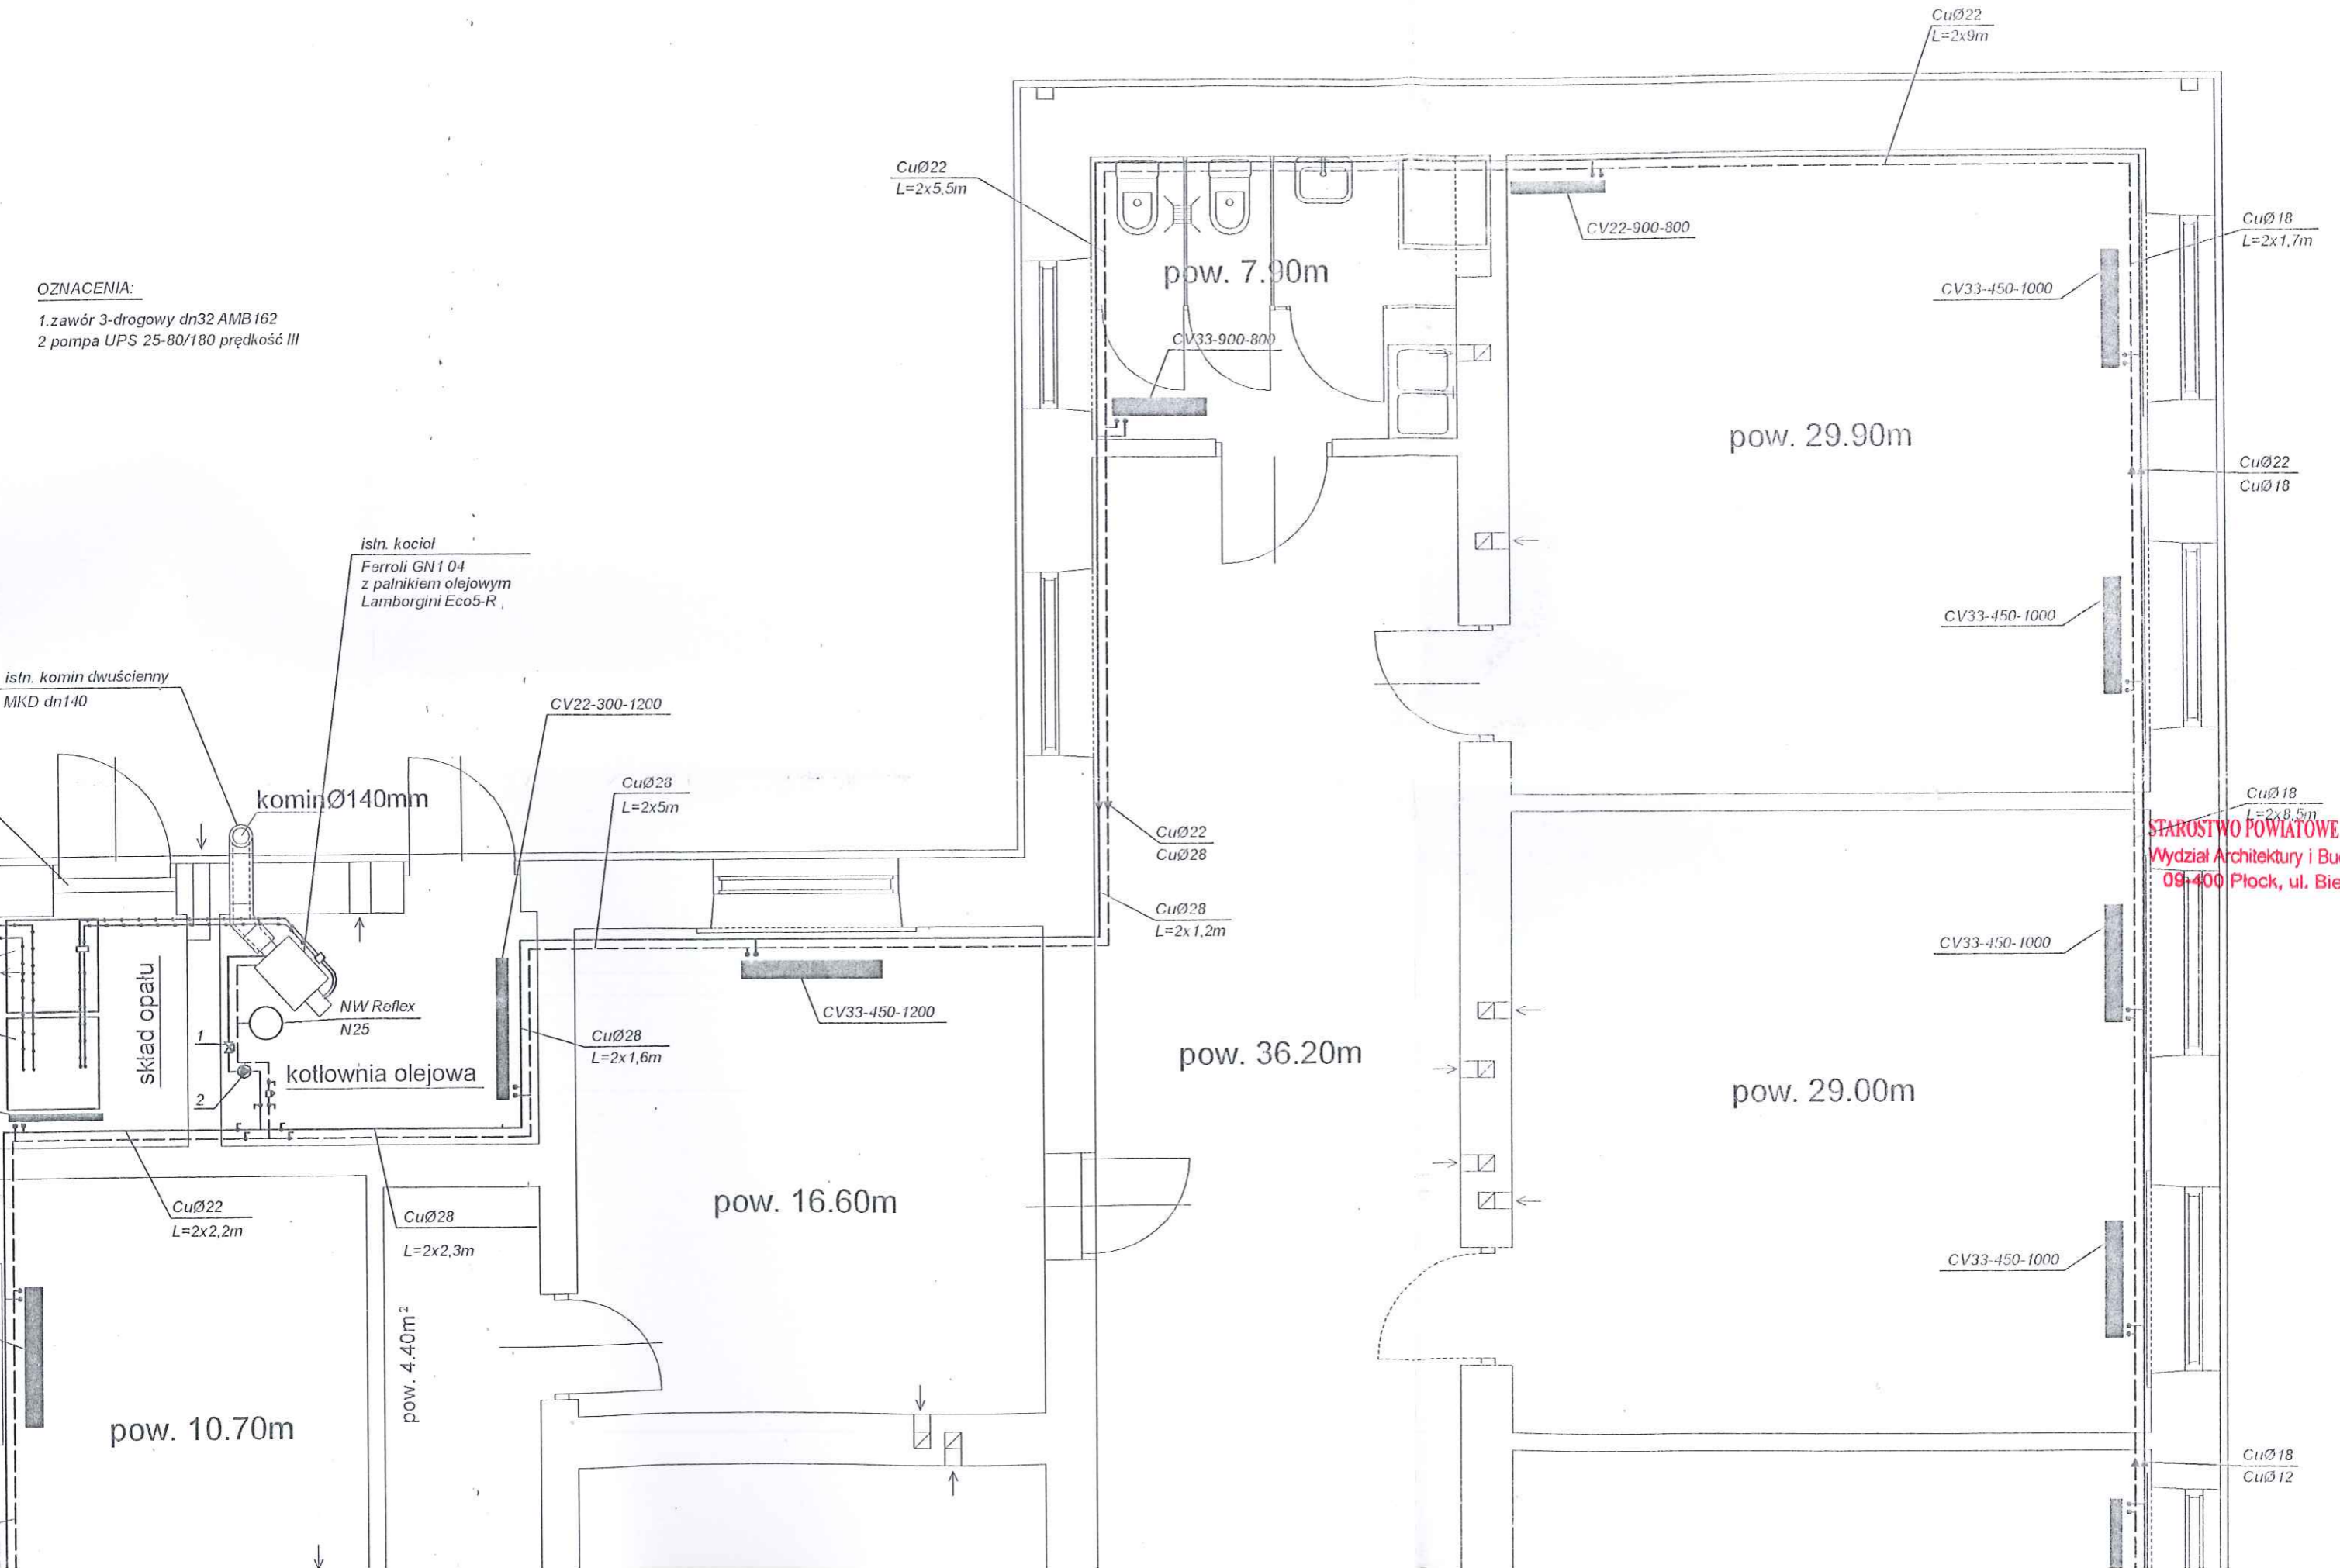 CuØ22
L=2x9m
CuØ22
L=2x5,5m
CV22-900-800
CuØ18
L=2x1,7m
pow. 7.90m
OZNACENIA:
1.zawór 3-drogowy dn32 AMB162
2 pompa UPS 25-80/180 prędkość III
CV33-450-1000
CV33-900-800
pow. 29.90m
CuØ22
CuØ18
istn. kocioł
Ferroli GN1 04
z palnikiem olejowym
Lamborgini Eco5-R
CV33-450-1000
istn. komin dwuścienny
MKD dn140
CV22-300-1200
kominØ140mm
CuØ28
L=2x5m
CuØ22
CuØ28
CuØ18
L=2x8,5m
STAROSTWO POWIATOWE
Wydział Architektury i Bu
09-400 Płock, ul. Bie
CuØ28
L=2x1,2m
CV33-450-1000
skład opału
NW Reflex
N25
CV33-450-1200
1
CuØ28
L=2x1,6m
kotłownia olejowa
2
pow. 36.20m
pow. 29.00m
CuØ22
L=2x2,2m
CuØ28
L=2x2,3m
pow. 16.60m
CV33-450-1000
pow. 4.40m²
pow. 10.70m
CuØ18
CuØ12